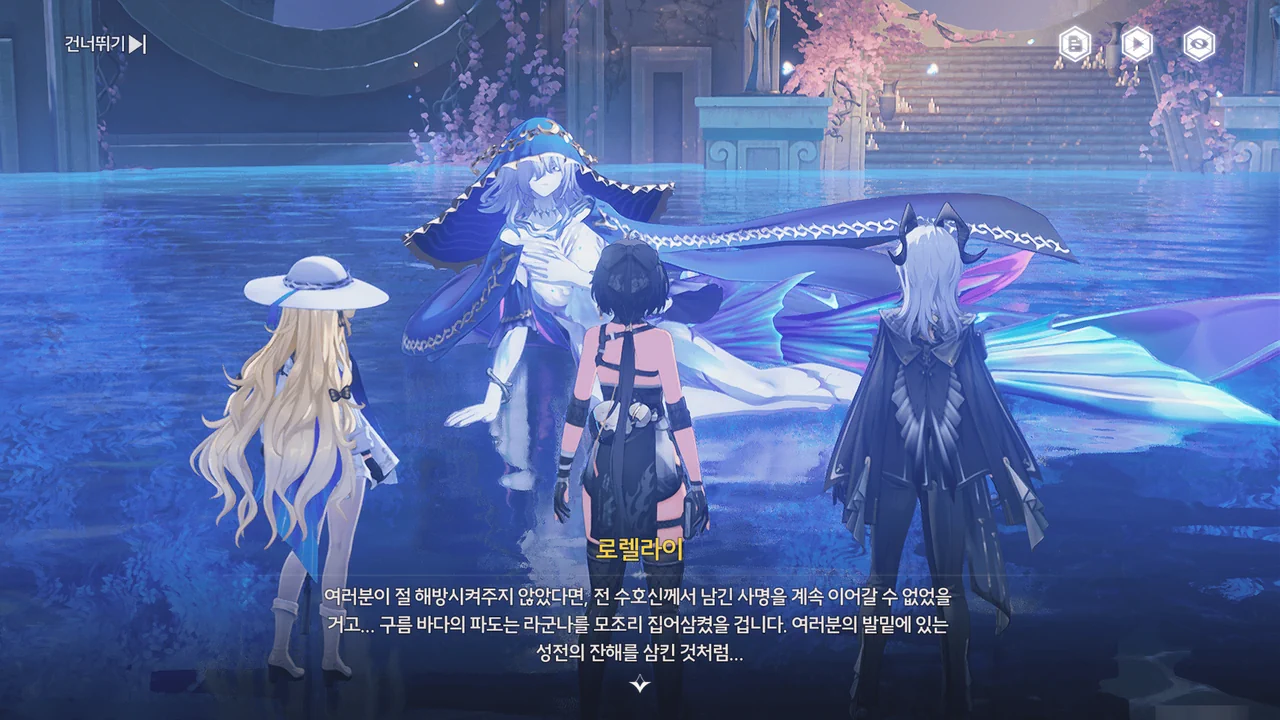 건너뛰기
로렐라이
여러분이 절 해방시켜주지 않았다면, 전 수호신께서 남긴 사명을 계속 이어갈 수 없었을
거고... 구름 바다의 파도는 라군나를 모조리 집어삼켰을 겁니다. 여러분의 발밑에 있는
성전의 잔해를 삼킨 것처럼...